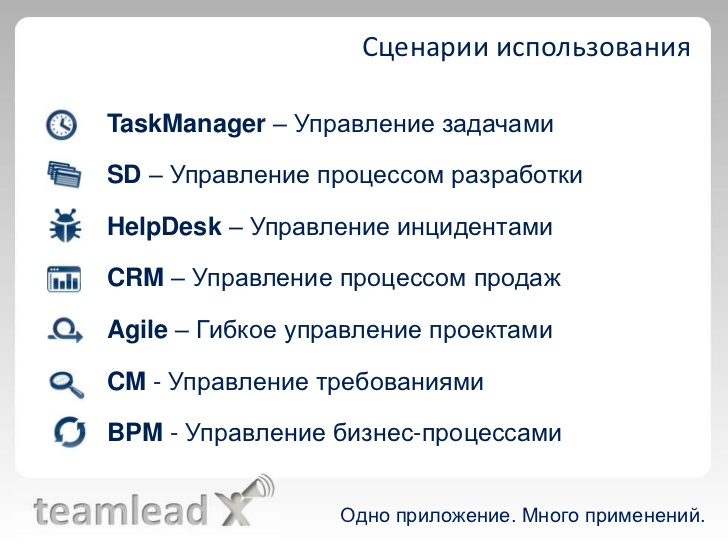 Сценарии использования
TaskManager – Управление задачами
SD – Управление процессом разработки
HelpDesk – Управление инцидентами
CRM – Управление процессом продаж
Agile – Гибкое управление проектами
CM - Управление требованиями
BPM - Управление бизнес-процессами
teamlead X
Одно приложение. Много применений.